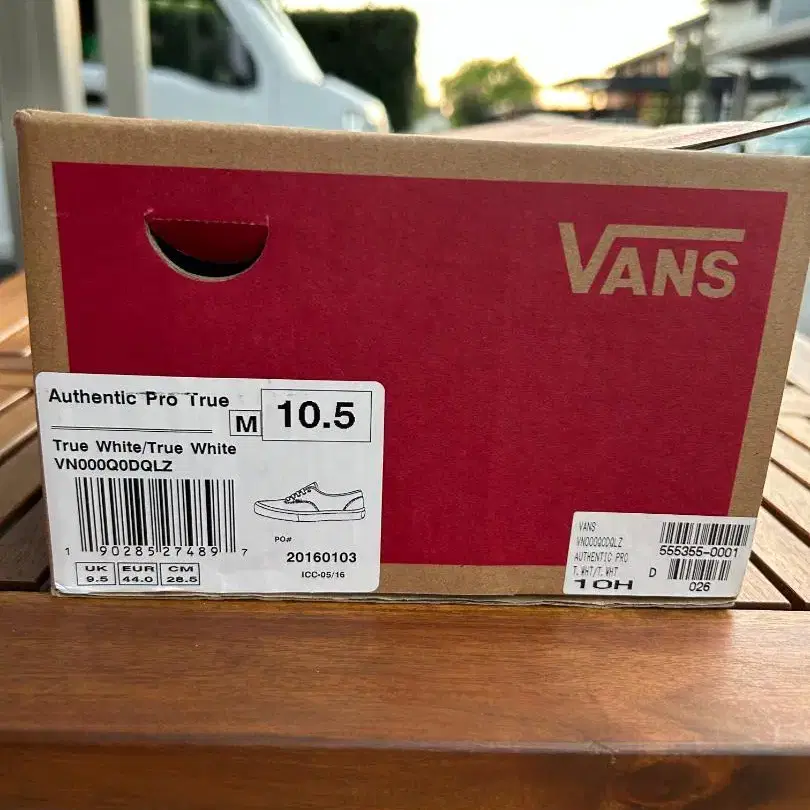 VANS
Authentic Pro True
M 10.5
True White/True White
VN000Q0DQLZ
1 90285 27489 7
UK EUR CM
9.5 44.0 28.5
PO#
20160103
ICC-05/16
VANS
VN000QCDQLZ
AUTHENTIC PRO
T.WHT/T.WHT
10H
555355-0001
D
026